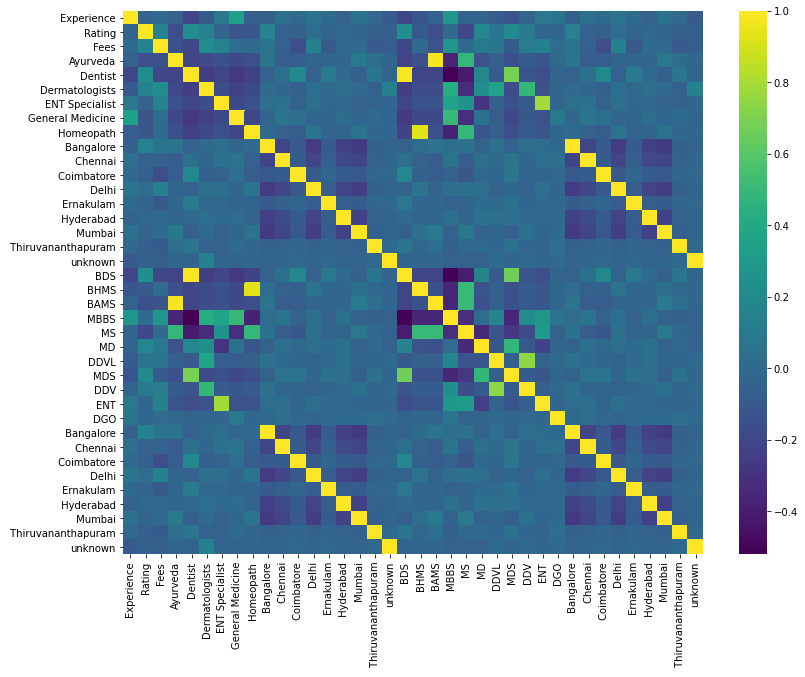 Experience
Rating
Fees
Ayurveda
Dentist
Dermatologists
ENT Specialist
General Medicine
Homeopath
Bangalore
Chennai
Coimbatore
Delhi
Ernakulam
Hyderabad
Mumbai
Thiruvananthapuram
unknown
BDS
BHMS
BAMS
MBBS
MS
MD
DDVL
MDS
DDV
ENT
DGO
Bangalore
Chennai
Coimbatore
Delhi
Ernakulam
Hyderabad
Mumbai
Thiruvananthapuram
unknown
Experience
Rating
Fees
Ayurveda
Dentist
Dermatologists
ENT Specialist
General Medicine
Homeopath
Bangalore
Chennai
Coimbatore
Delhi
Ernakulam
Hyderabad
Mumbai
Thiruvananthapuram
unknown
BDS
BHMS
BAMS
MBBS
MS
MD
DDVL
MDS
DDV
ENT
DGO
Bangalore
Chennai
Coimbatore
Delhi
Ernakulam
Hyderabad
Mumbai
Thiruvananthapuram
unknown
1.0
0.8
0.6
0.4
0.2
0.0
−0.2
−0.4